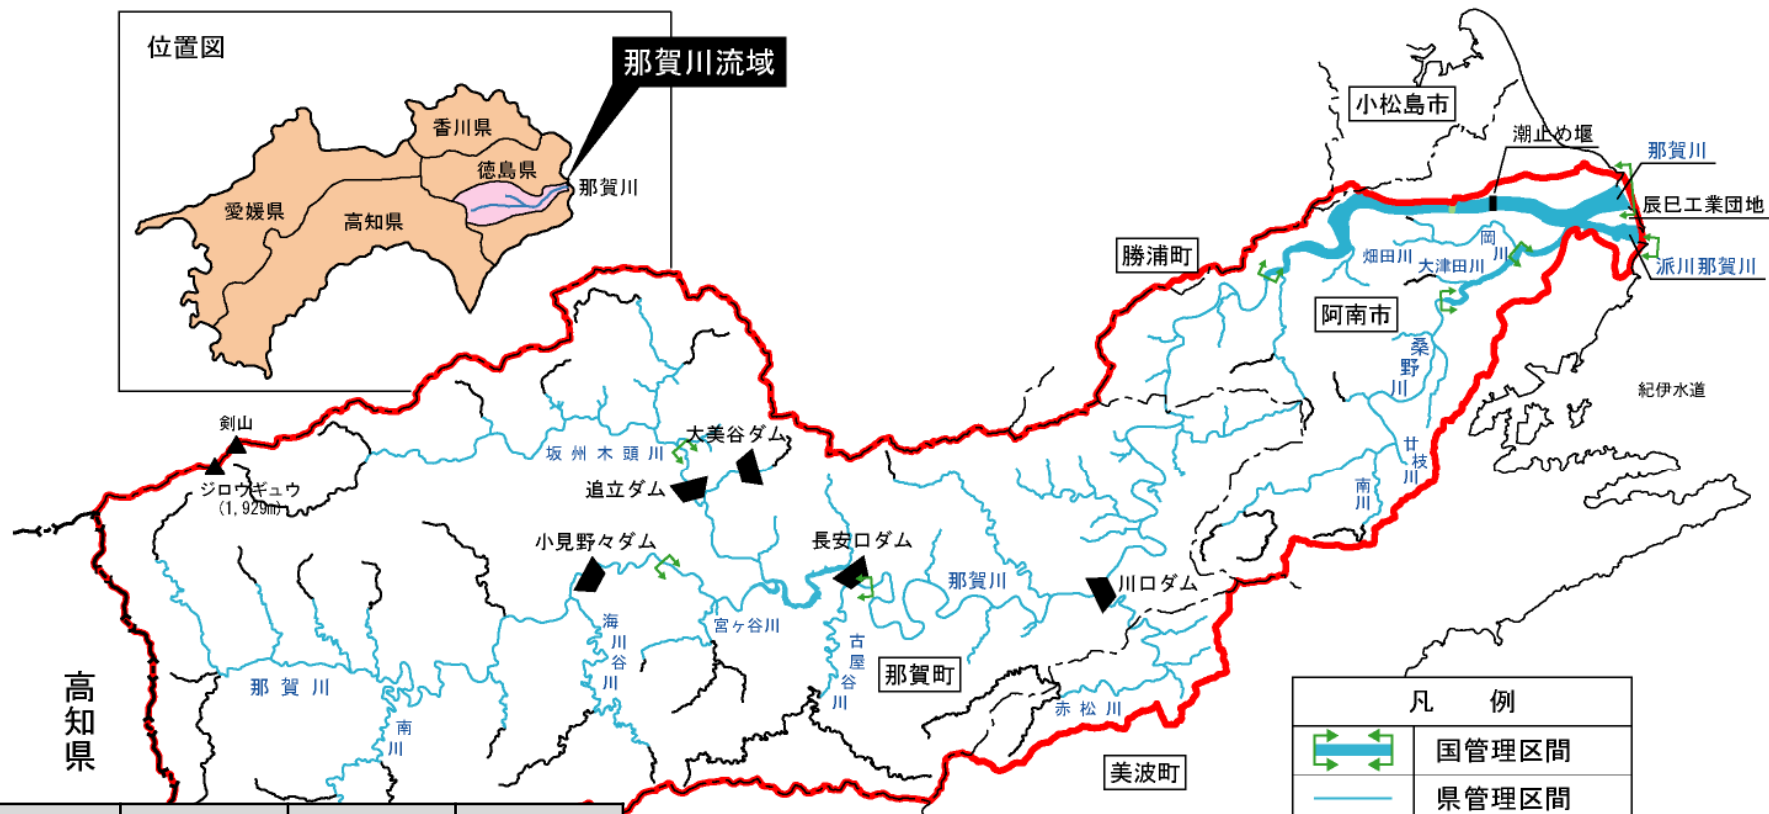 位置図
那賀川流域
香川県
徳島県
那賀川
愛媛県
高知県
小松島市
潮止め堰
那賀川
辰巳工業団地
派川那賀川
勝浦町
岡川
畑田川
大津田川
阿南市
桑野川
紀伊水道
廿枝川
南川
剣山
ジロウギュウ
(1,929m)
坂州木頭川
大美谷ダム
追立ダム
小見野々ダム
長安口ダム
那賀川
川口ダム
海川谷川
宮ヶ谷川
古屋谷川
那賀町
那賀川
南川
赤松川
高知県
美波町
凡例
国管理区間
県管理区間